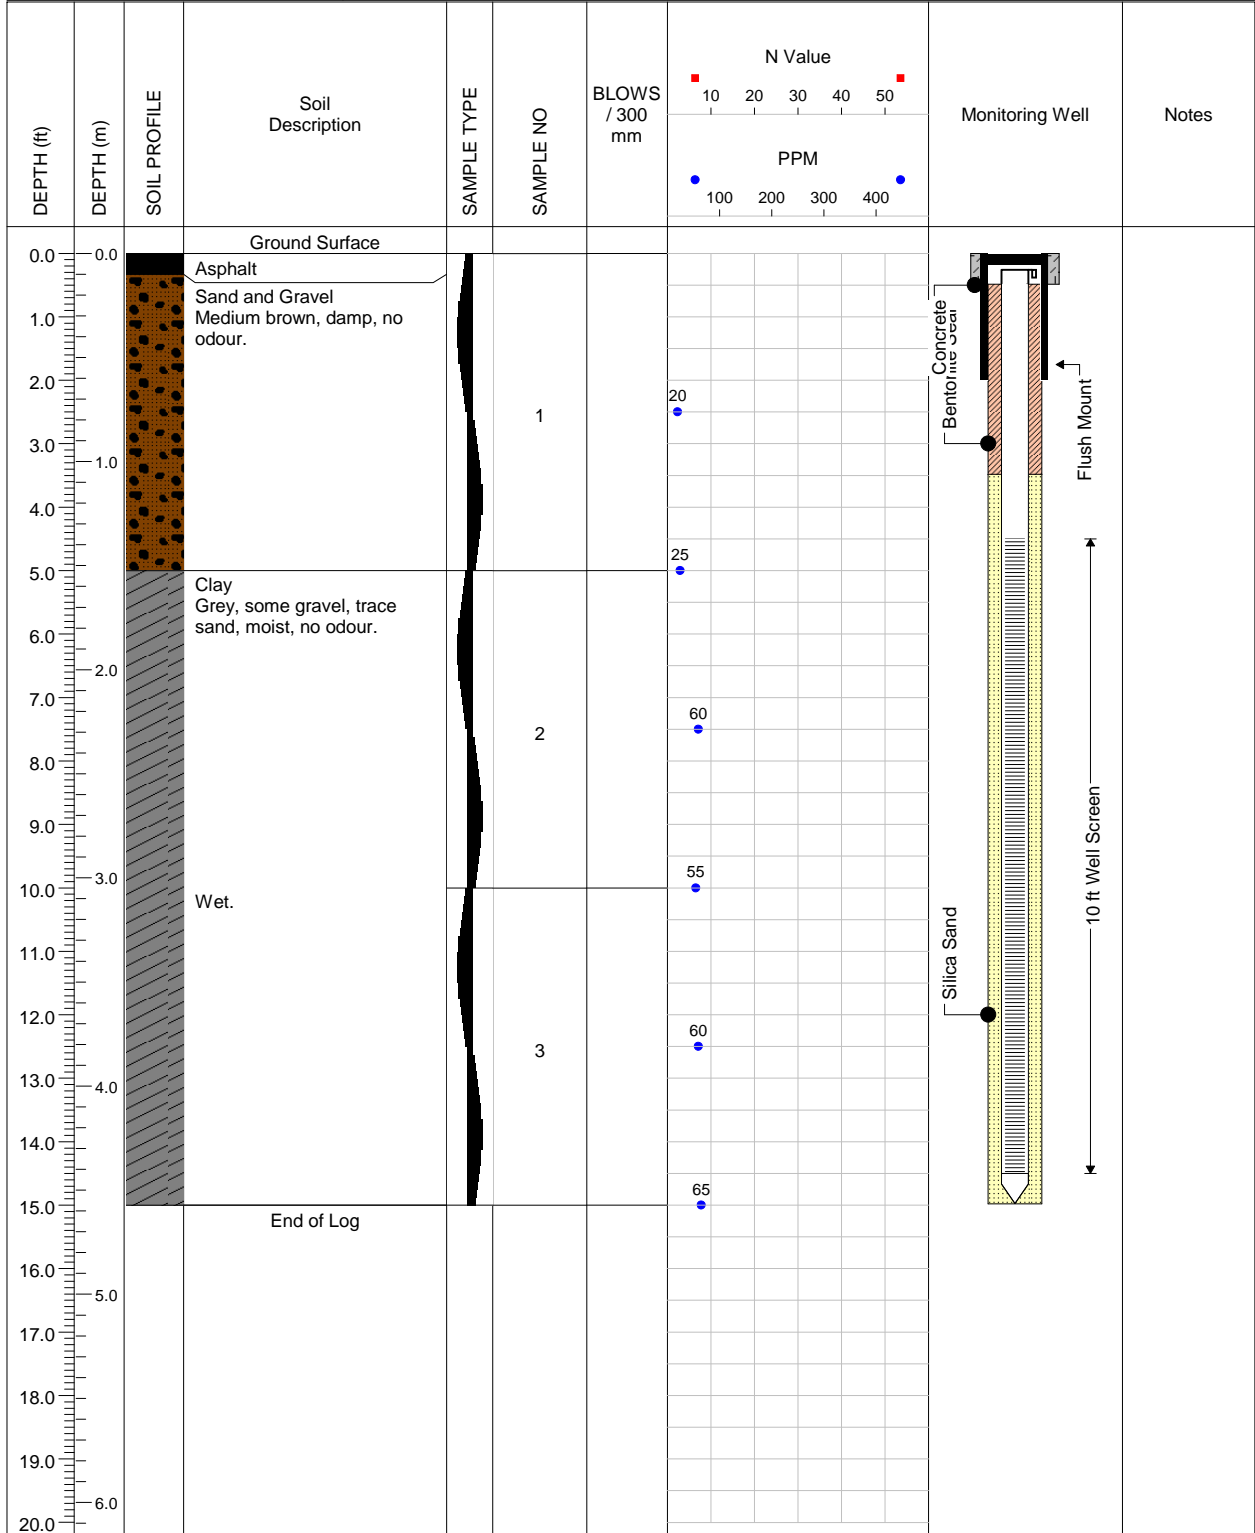 DEPTH (ft)
DEPTH (m)
SOIL PROFILE
Soil
Description
SAMPLE TYPE
SAMPLE NO
BLOWS
/ 300
mm
N Value
10 20 30 40 50
PPM
100 200 300 400
Monitoring Well
Notes
Ground Surface
0.0
1.0
2.0
3.0
4.0
5.0
6.0
7.0
8.0
9.0
10.0
11.0
12.0
13.0
14.0
15.0
16.0
17.0
18.0
19.0
20.0
0.0
1.0
2.0
3.0
4.0
5.0
6.0
Asphalt
Sand and Gravel
Medium brown, damp, no
odour.
Clay
Grey, some gravel, trace
sand, moist, no odour.
Wet.
End of Log
1
2
3
20
25
60
55
60
65
Concrete
Bentonite Seal
Flush Mount
10 ft Well Screen
Silica Sand